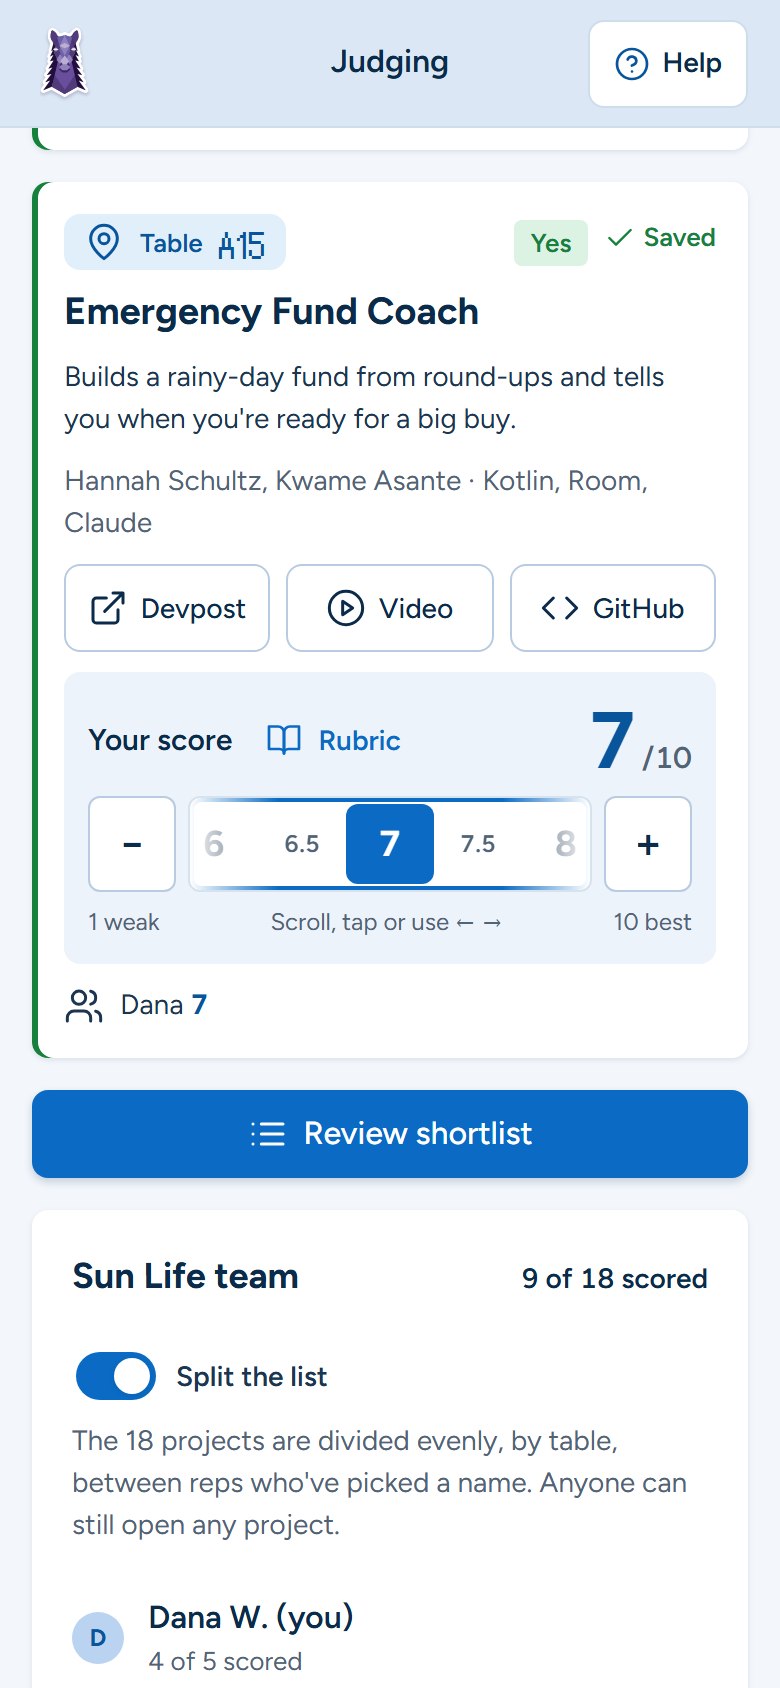 Judging
Help
Table A15
Yes
Saved
Emergency Fund Coach
Builds a rainy-day fund from round-ups and tells
you when you're ready for a big buy.
Hannah Schultz, Kwame Asante · Kotlin, Room,
Claude
Devpost
Video
GitHub
Your score
Rubric
7 /10
−
6
6.5
7
7.5
8
+
1 weak
Scroll, tap or use ← →
10 best
Dana 7
Review shortlist
Sun Life team
9 of 18 scored
Split the list
The 18 projects are divided evenly, by table,
between reps who've picked a name. Anyone can
still open any project.
D
Dana W. (you)
4 of 5 scored